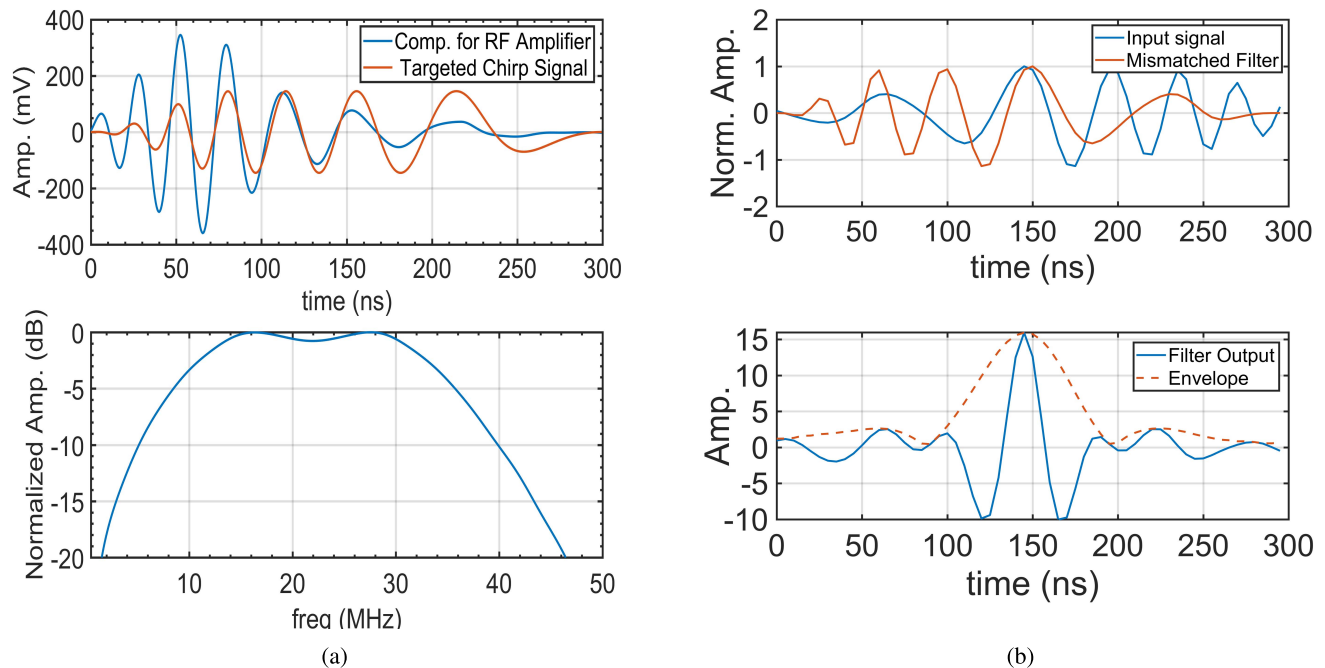 400
200
0
-200
-400
Amp. (mV)
Comp. for RF Amplifier
Targeted Chirp Signal
0 50 100 150 200 250 300
time (ns)
0
-5
-10
-15
-20
Normalized Amp. (dB)
10 20 30 40 50
freq (MHz)
(a)
2
1
0
-1
-2
Norm. Amp.
Input signal
Mismatched Filter
0 50 100 150 200 250 300
time (ns)
15
10
5
0
-5
-10
Amp.
Filter Output
Envelope
0 50 100 150 200 250 300
time (ns)
(b)